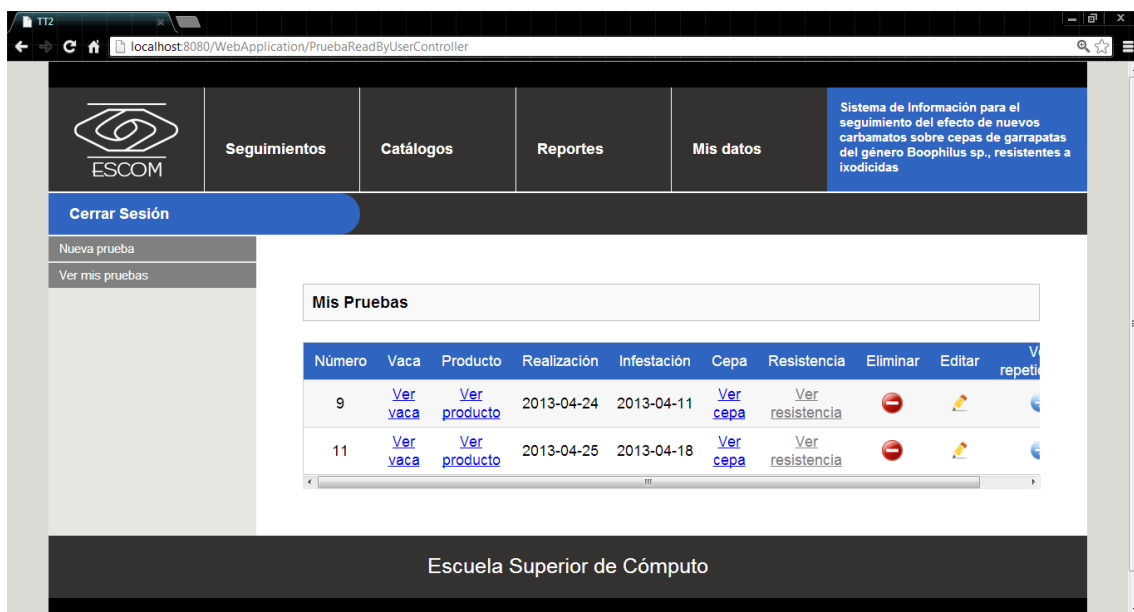 TT2
localhost:8080/WebApplication/PruebaReadByUserController
ESCOM
Seguimientos
Catálogos
Reportes
Mis datos
Sistema de Información para el
seguimiento del efecto de nuevos
carbamatos sobre cepas de garrapatas
del género Boophilus sp., resistentes a
ixodicidas
Cerrar Sesión
Nueva prueba
Ver mis pruebas
Mis Pruebas
Número Vaca Producto Realización Infestación Cepa Resistencia Eliminar Editar
9 Ver vaca Ver producto 2013-04-24 2013-04-11 Ver cepa Ver resistencia
11 Ver vaca Ver producto 2013-04-25 2013-04-18 Ver cepa Ver resistencia
Escuela Superior de Cómputo